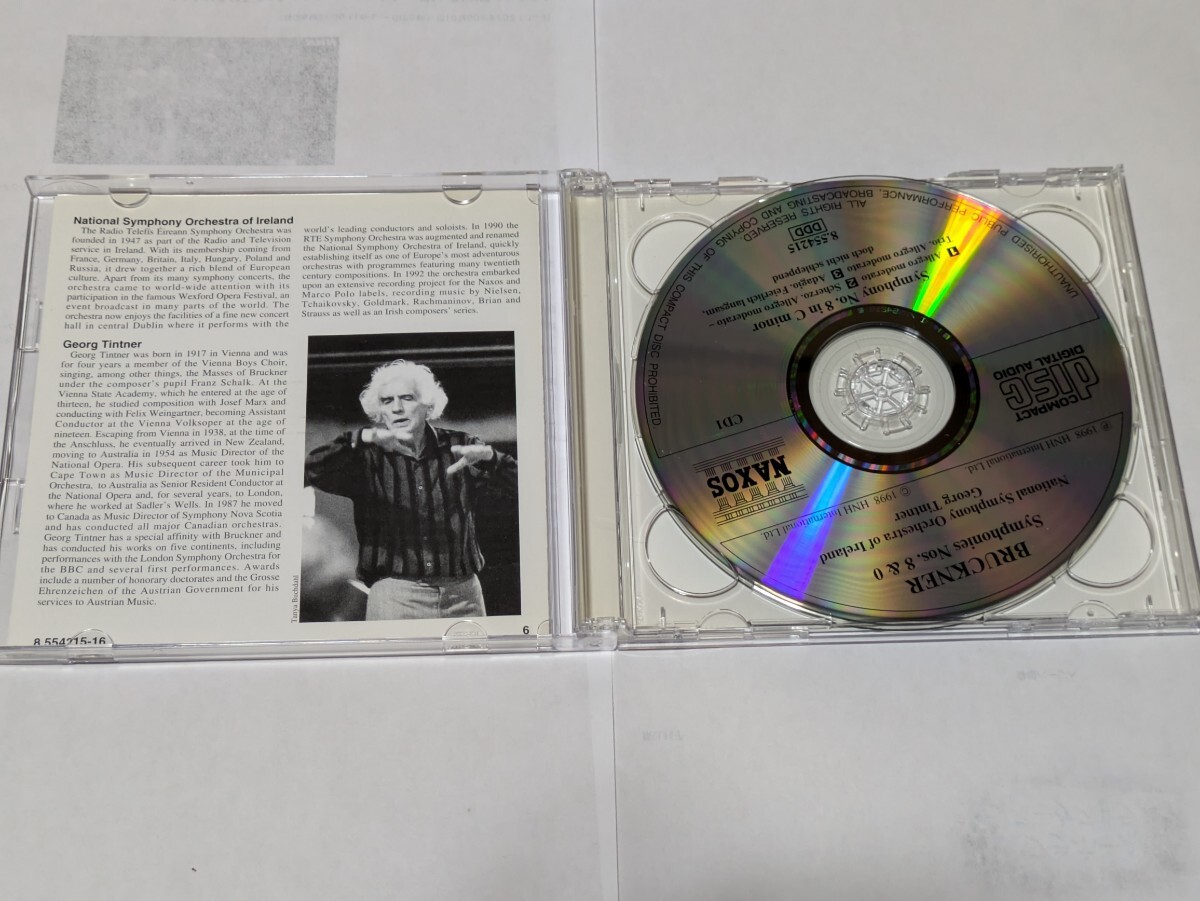 National Symphony Orchestra of Ireland
The Radio Telefís Éireann Symphony Orchestra was
founded in 1947 as part of the Radio and Television
service in Ireland. With its membership coming from
France, Germany, Britain, Italy, Hungary, Poland and
Russia, it drew together a rich blend of European
culture. Apart from its many symphony concerts, the
orchestra came to world-wide attention with its
participation in the famous Wexford Opera Festival, an
event broadcast in many parts of the world. The
orchestra now enjoys the facilities of a fine new concert
hall in central Dublin where it performs with the
world's leading conductors and soloists. In 1990 the
RTE Symphony Orchestra was augmented and renamed
the National Symphony Orchestra of Ireland, quickly
establishing itself as one of Europe's most adventurous
orchestras with programmes featuring many twentieth
century compositions. In 1992 the orchestra embarked
upon an extensive recording project for the Naxos and
Marco Polo labels, recording music by Nielsen,
Tchaikovsky, Goldmark, Rachmaninov, Brian and
Strauss as well as an Irish composers' series.
Georg Tintner
Georg Tintner was born in 1917 in Vienna and was
for four years a member of the Vienna Boys Choir,
singing, among other things, the Masses of Bruckner
under the composer's pupil Franz Schalk. At the
Vienna State Academy, which he entered at the age of
thirteen, he studied composition with Josef Marx and
conducting with Felix Weingartner, becoming Assistant
Conductor at the Vienna Volksoper at the age of
nineteen. Escaping from Vienna in 1938, at the time of
the Anschluss, he eventually arrived in New Zealand,
moving to Australia in 1954 as Music Director of the
National Opera. His subsequent career took him to
Cape Town as Music Director of the Municipal
Orchestra, to Australia as Senior Resident Conductor at
the National Opera and, for several years, to London,
where he worked at Sadler's Wells. In 1987 he moved
to Canada as Music Director of Symphony Nova Scotia
and has conducted all major Canadian orchestras.
Georg Tintner has a special affinity with Bruckner and
has conducted his works on five continents, including
performances with the London Symphony Orchestra for
the BBC and several first performances. Awards
include a number of honorary doctorates and the Grosse
Ehrenzeichen of the Austrian Government for his
services to Austrian Music.
Tanya Buchdahl
8.554215-16
6
BRUCKNER
Symphonies Nos. 8 & 0
National Symphony Orchestra of Ireland
Georg Tintner
℗ 1998 HNH International Ltd.
© 1998 HNH International Ltd.
NAXOS
COMPACT
disc
DIGITAL AUDIO
CD1
Symphony No. 8 in C minor
1 Allegro moderato 2 Scherzo. Allegro moderato –
Trio. Allegro moderato 3 Adagio. Feierlich langsam,
doch nicht schleppend
DDD
8.554215
ALL RIGHTS RESERVED
UNAUTHORISED PUBLIC PERFORMANCE, BROADCASTING AND COPYING OF THIS COMPACT DISC PROHIBITED